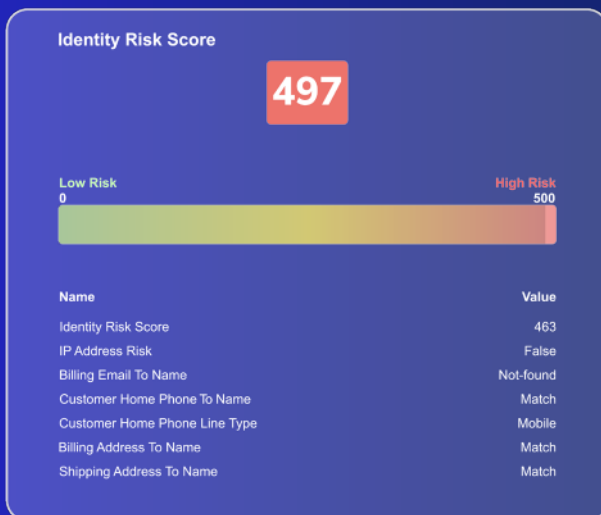 Identity Risk Score
497
Low Risk High Risk
0 500
Name Value
Identity Risk Score 463
IP Address Risk False
Billing Email To Name Not-found
Customer Home Phone To Name Match
Customer Home Phone Line Type Mobile
Billing Address To Name Match
Shipping Address To Name Match